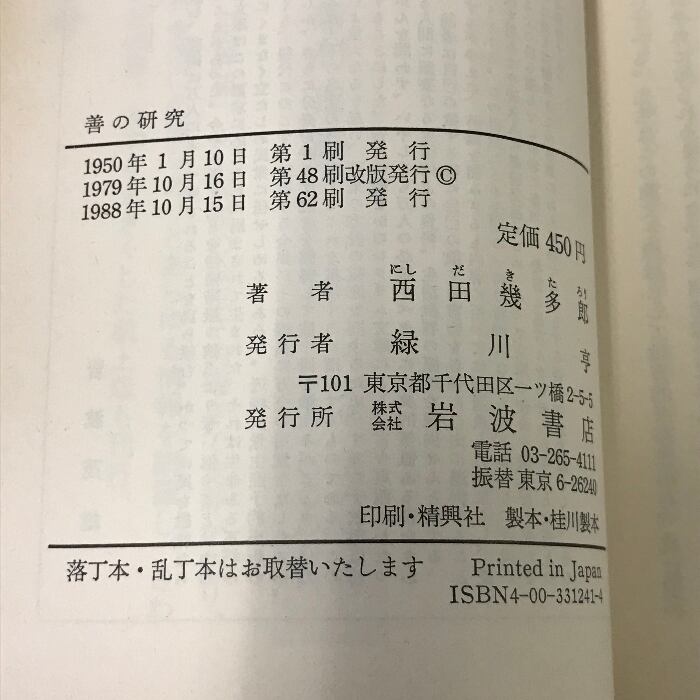 善の研究
1950年1月10日 第1刷発行
1979年10月16日 第48刷改版発行©
1988年10月15日 第62刷発行
定価450円
にし だ き た ろう
著者 西田幾多郎
発行者 緑川亨
〒101 東京都千代田区一ツ橋2-5-5
発行所 株式会社 岩波書店
電話 03-265-4111
振替 東京 6-26240
印刷・精興社 製本・桂川製本
落丁本・乱丁本はお取替いたします Printed in Japan
ISBN4-00-331241-4